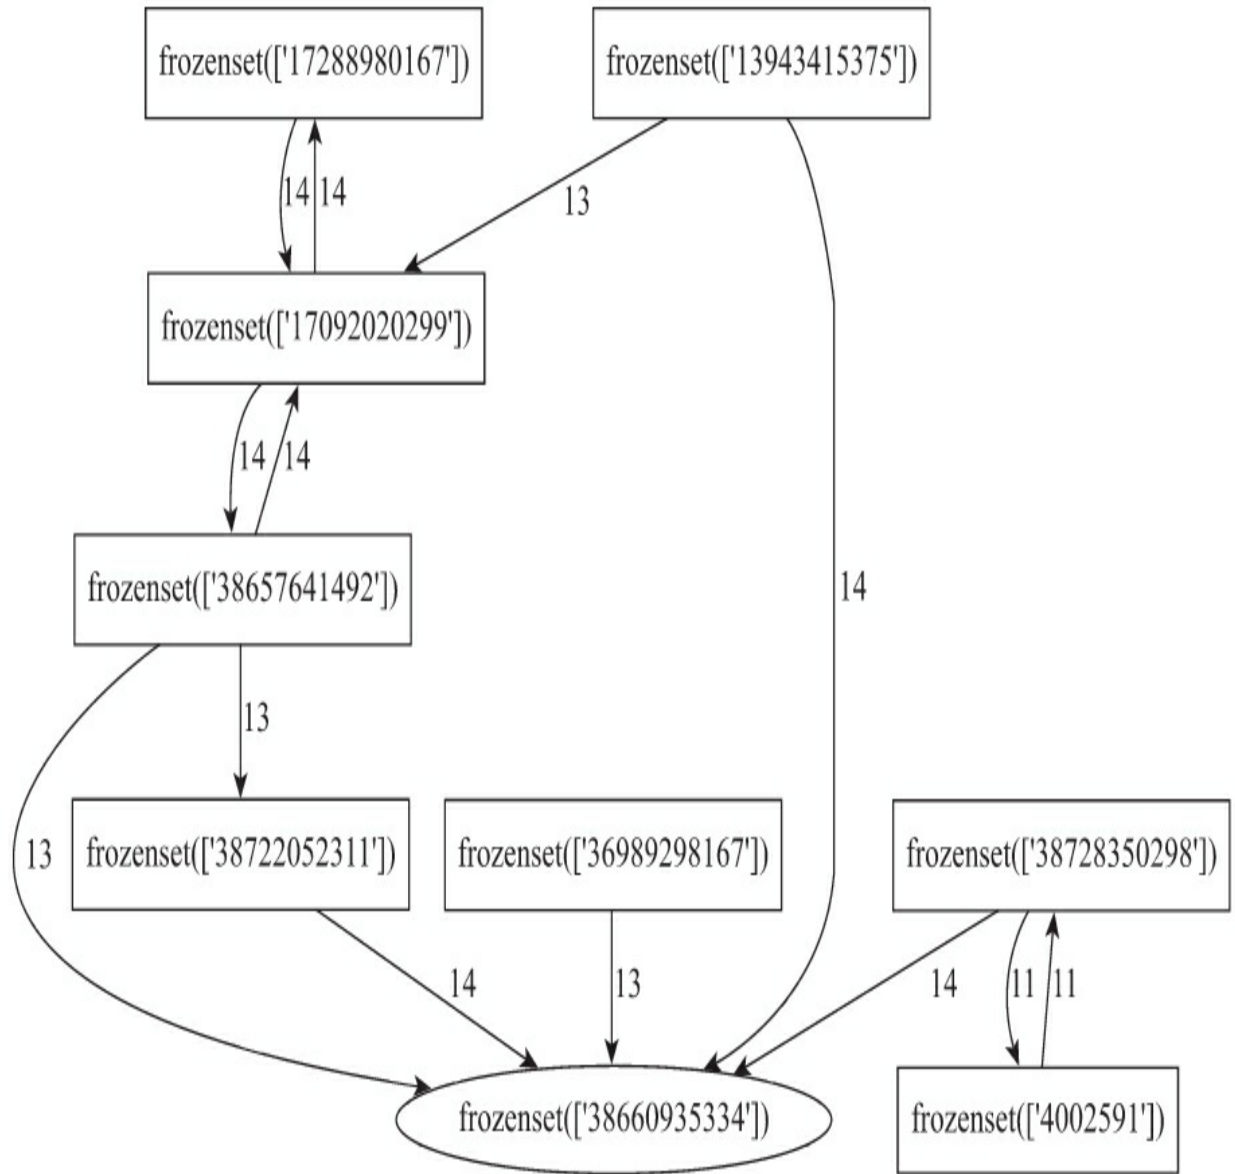 frozenset(['17288980167'])
frozenset(['13943415375'])
14
14
13
frozenset(['17092020299'])
14
14
frozenset(['38657641492'])
14
13
13
frozenset(['38722052311'])
frozenset(['36989298167'])
frozenset(['38728350298'])
14
13
14
11
11
frozenset(['38660935334'])
frozenset(['4002591'])